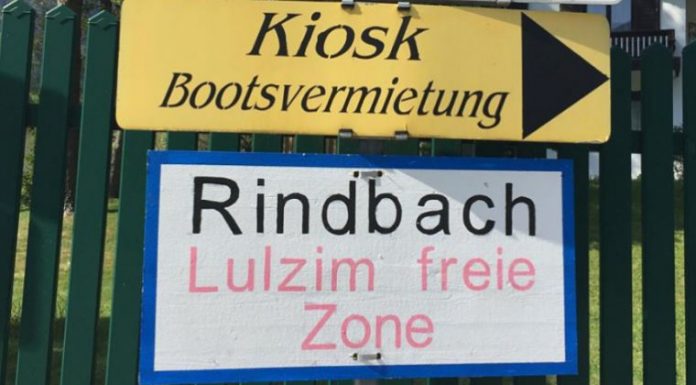 Kiosk
Bootsvermietung
Rindbach
Lulzim freie
Zone